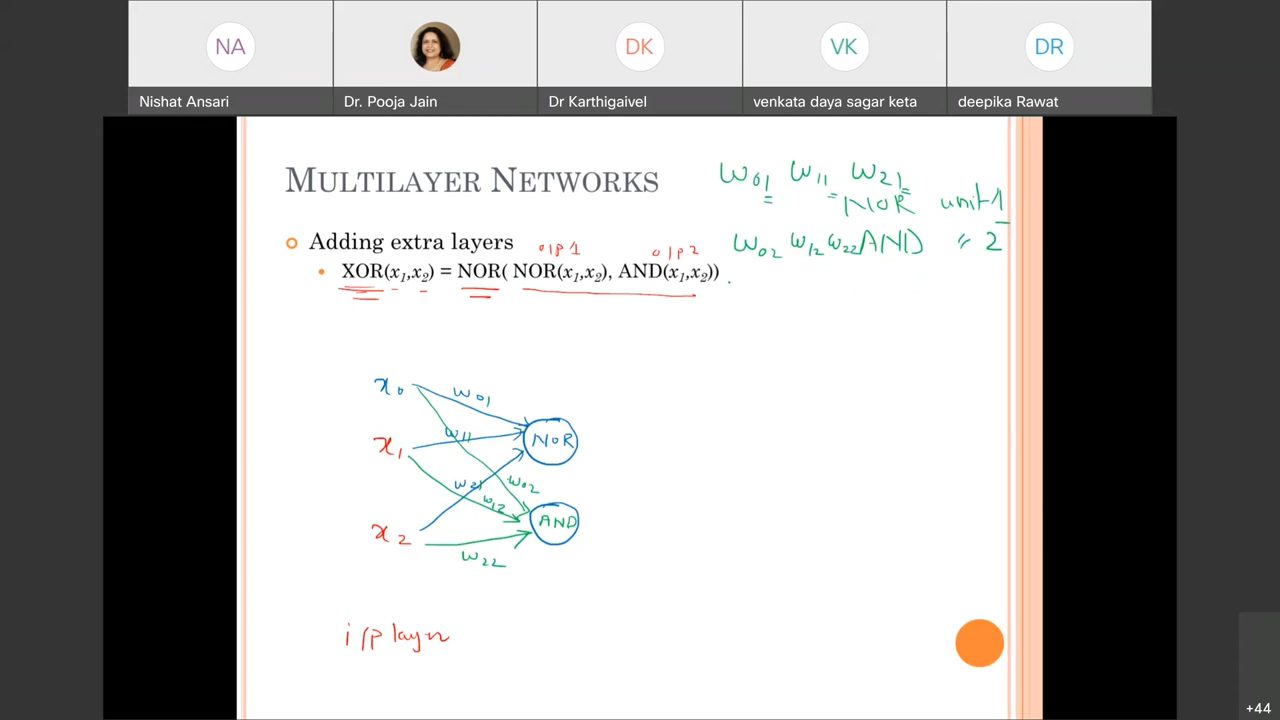 NA
DK
VK
DR
Nishat Ansari
Dr. Pooja Jain
Dr Karthigaivel
venkata daya sagar keta
deepika Rawat
MULTILAYER NETWORKS
w01 w11 w21
NOR unit 1
w02 w12 w22 AND " 2
Adding extra layers
o/p 1 o/p 2
XOR(x1,x2) = NOR( NOR(x1,x2), AND(x1,x2))
x0
w01
w11
NOR
x1
w21
w02
w12
AND
x2
w22
i/p layer
+44